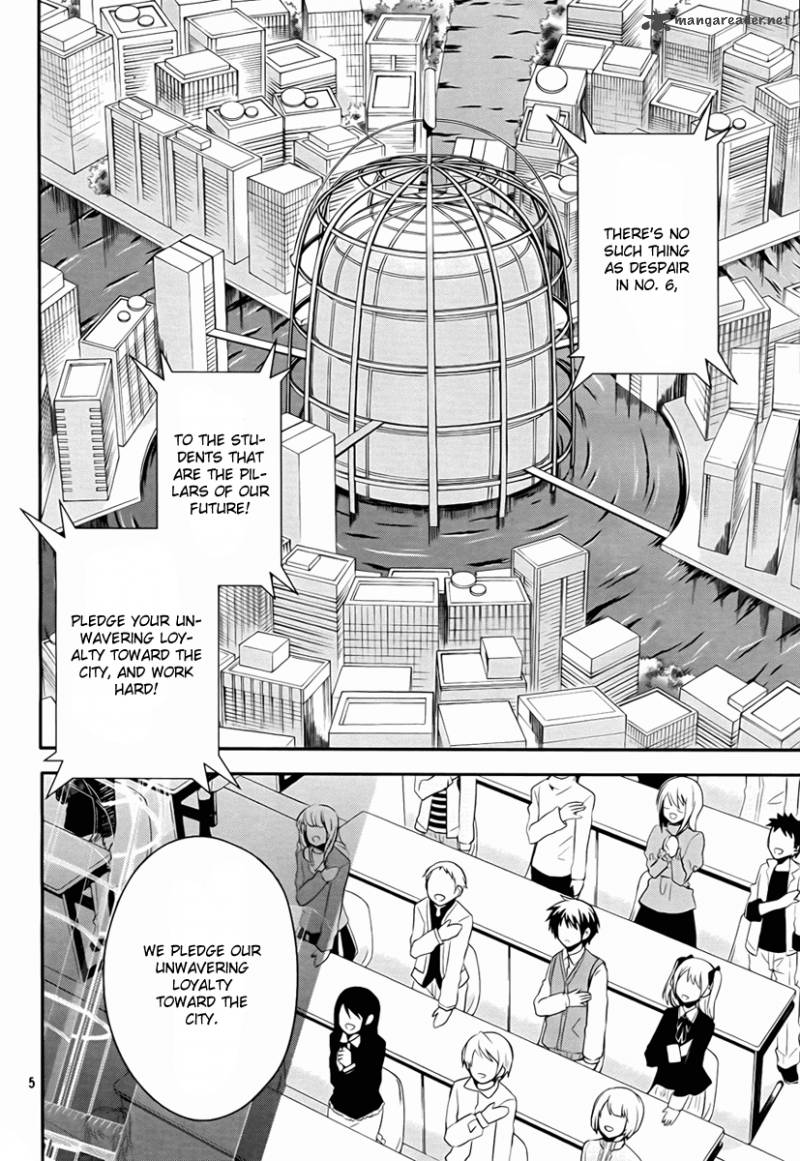 mangareader.net
THERE'S NO
SUCH THING
AS DESPAIR
IN NO. 6,
TO THE STU-
DENTS THAT
ARE THE PIL-
LARS OF OUR
FUTURE!
PLEDGE YOUR UN-
WAVERING LOY-
ALTY TOWARD THE
CITY, AND WORK
HARD!
WE PLEDGE OUR
UNWAVERING
LOYALTY
TOWARD THE
CITY.
5